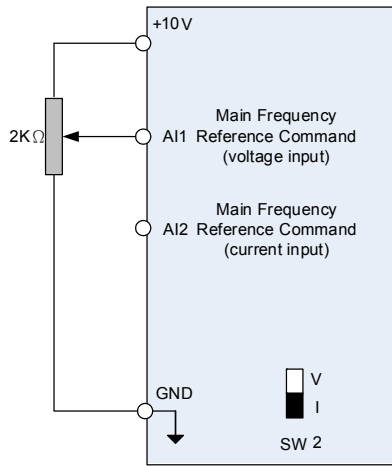 +10V
2KΩ
AI1
Main Frequency
Reference Command
(voltage input)
AI2
Main Frequency
Reference Command
(current input)
GND
V
I
SW 2